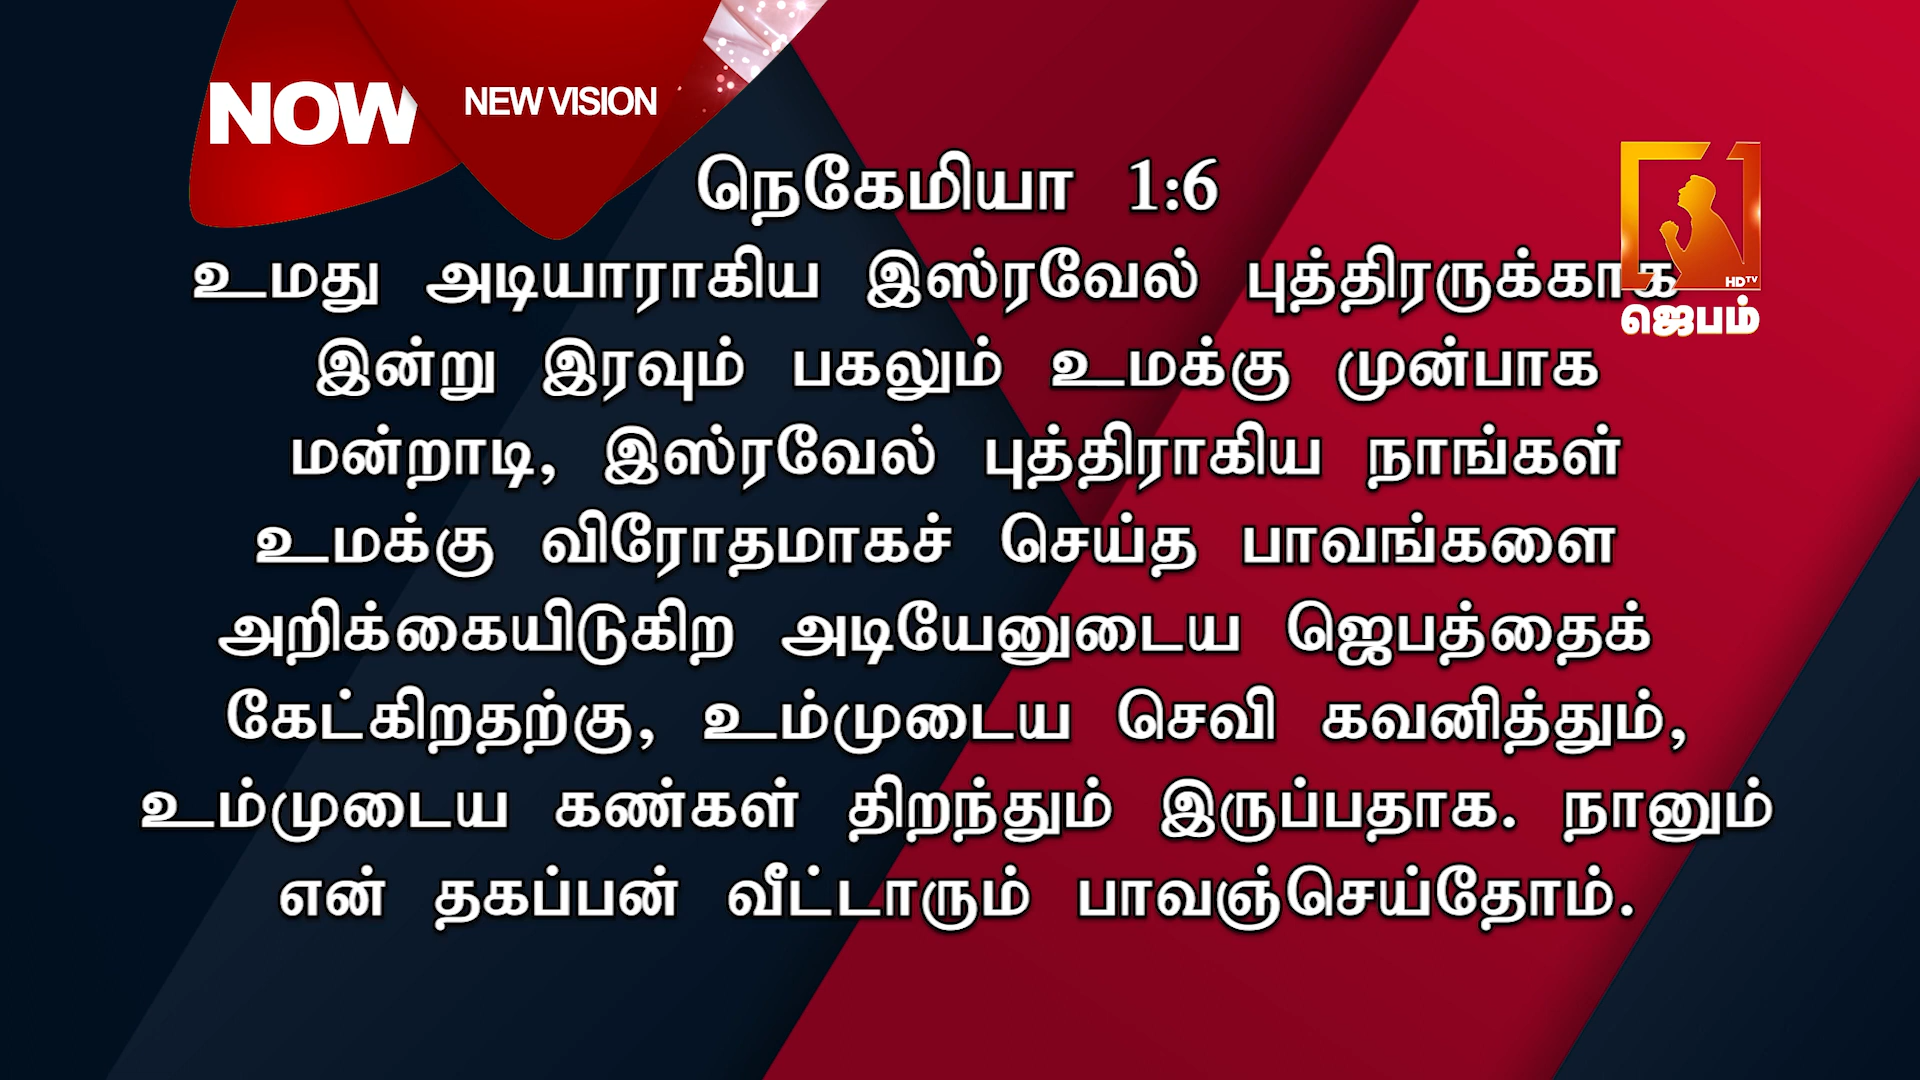 NOW
NEW VISION
நெகேமியா 1:6
உமது அடியாராகிய இஸ்ரவேல் புத்திரருக்காக
இன்று இரவும் பகலும் உமக்கு முன்பாக
மன்றாடி, இஸ்ரவேல் புத்திராகிய நாங்கள்
உமக்கு விரோதமாகச் செய்த பாவங்களை
அறிக்கையிடுகிற அடியேனுடைய ஜெபத்தைக்
கேட்கிறதற்கு, உம்முடைய செவி கவனித்தும்,
உம்முடைய கண்கள் திறந்தும் இருப்பதாக. நானும்
என் தகப்பன் வீட்டாரும் பாவஞ்செய்தோம்.
HD TV
ஜெபம்